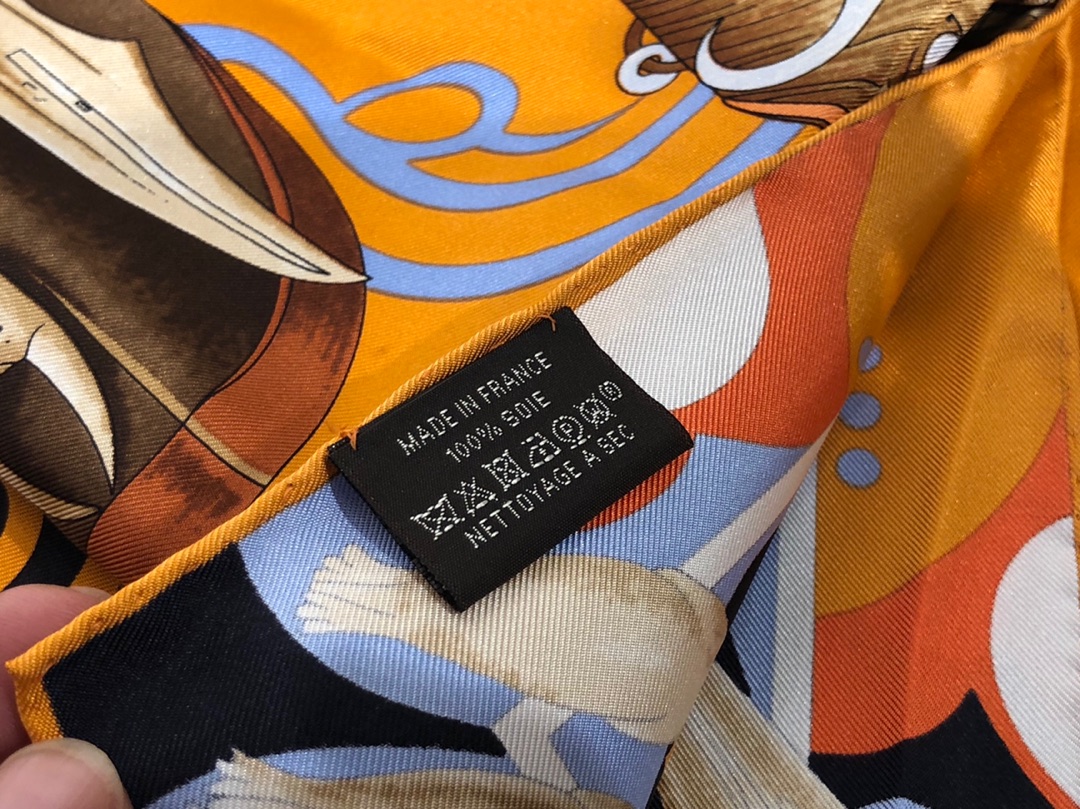 MADE IN FRANCE
100% SOIE
NETTOYAGE A SEC